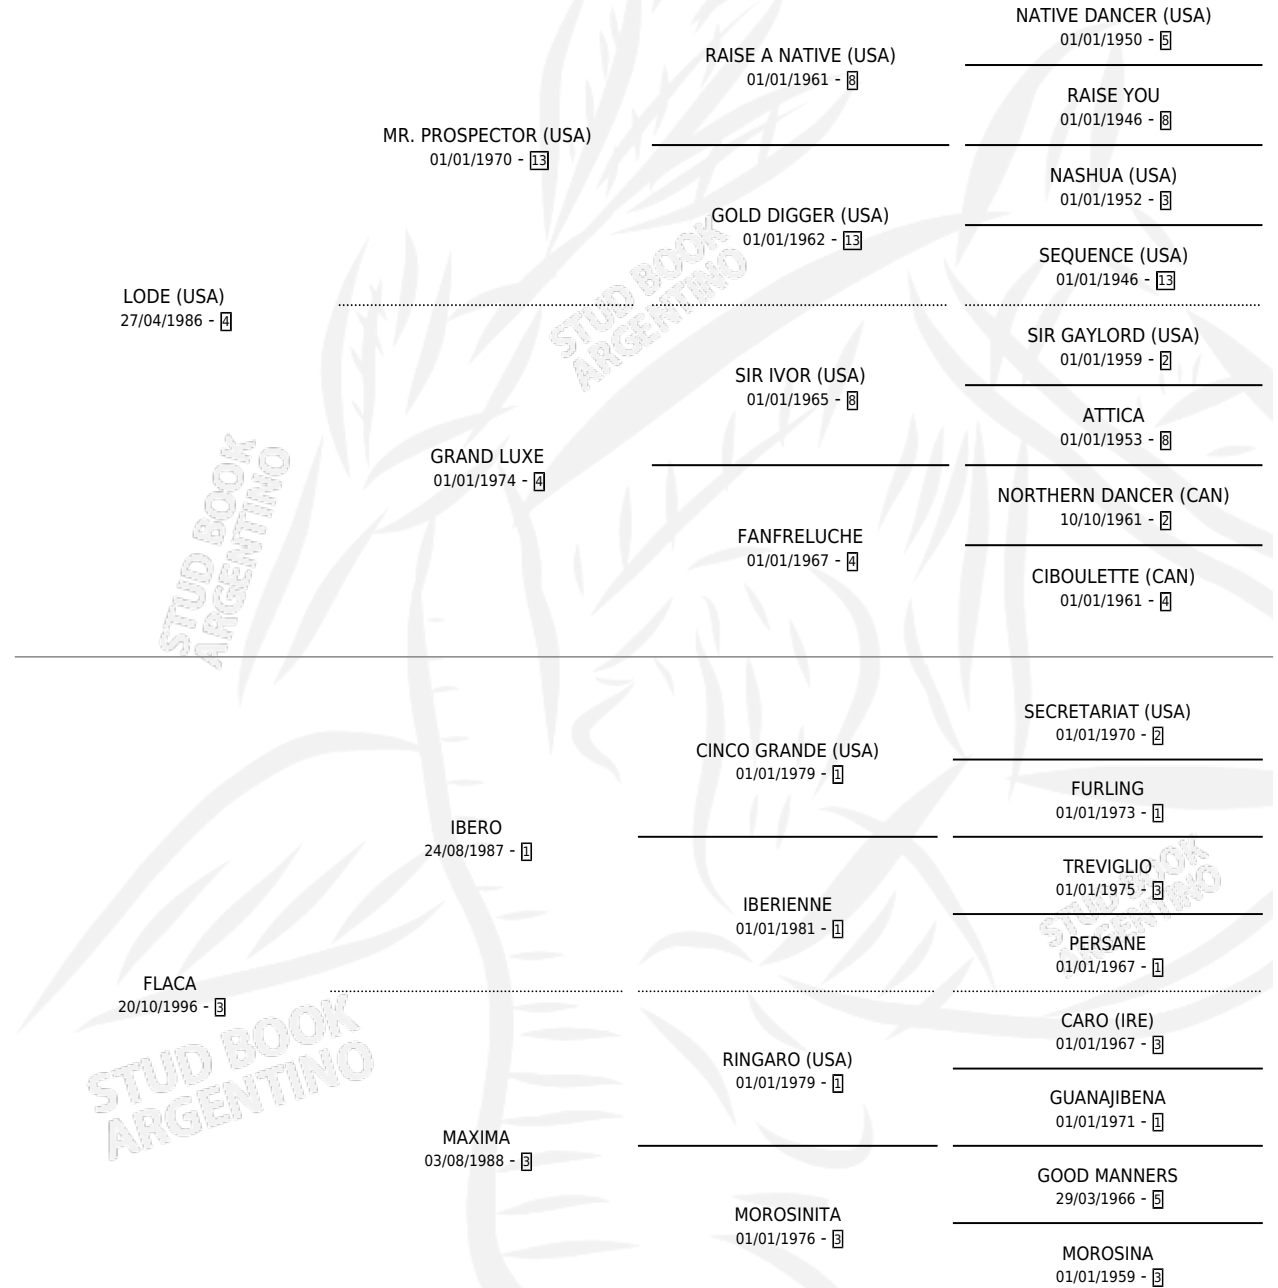 NATIVE DANCER (USA)
01/01/1950 - 5
RAISE A NATIVE (USA)
01/01/1961 - 8
RAISE YOU
01/01/1946 - 8
MR. PROSPECTOR (USA)
01/01/1970 - 13
NASHUA (USA)
01/01/1952 - 3
GOLD DIGGER (USA)
01/01/1962 - 13
SEQUENCE (USA)
01/01/1946 - 13
LODE (USA)
27/04/1986 - 4
STUD BOOK
ARGENTINO
SIR GAYLORD (USA)
01/01/1959 - 2
SIR IVOR (USA)
01/01/1965 - 8
ATTICA
01/01/1953 - 8
GRAND LUXE
01/01/1974 - 4
NORTHERN DANCER (CAN)
10/10/1961 - 2
FANFRELUCHE
01/01/1967 - 4
CIBOULETTE (CAN)
01/01/1961 - 4
STUD BOOK
ARGENTINO
SECRETARIAT (USA)
01/01/1970 - 2
CINCO GRANDE (USA)
01/01/1979 - 1
FURLING
01/01/1973 - 1
IBERO
24/08/1987 - 1
TREVIGLIO
01/01/1975 - 3
IBERIENNE
01/01/1981 - 1
PERSANE
01/01/1967 - 1
STUD BOOK
ARGENTINO
FLACA
20/10/1996 - 3
CARO (IRE)
01/01/1967 - 3
RINGARO (USA)
01/01/1979 - 1
GUANAJIBENA
01/01/1971 - 1
STUD BOOK
ARGENTINO
MAXIMA
03/08/1988 - 3
GOOD MANNERS
29/03/1966 - 5
MOROSINITA
01/01/1976 - 3
MOROSINA
01/01/1959 - 3